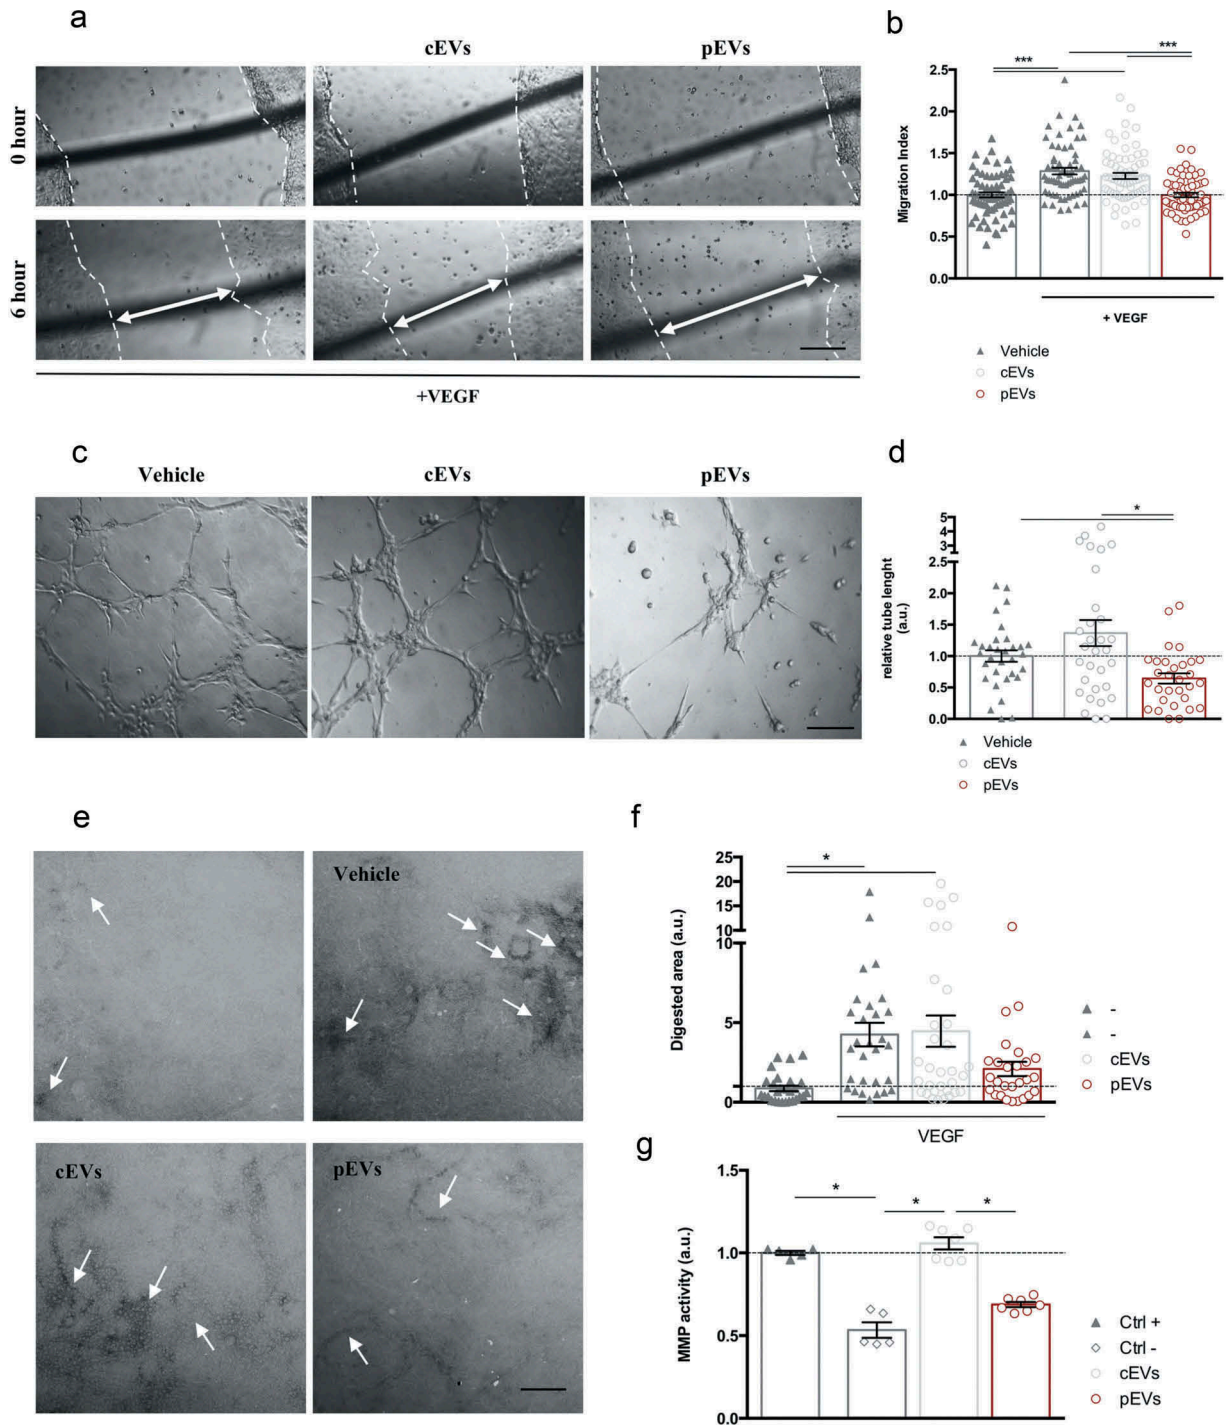 a
cEVs
pEVs
0 hour
6 hour
+VEGF
b
***
***
Migration Index
2.5
2.0
1.5
1.0
0.5
0.0
+ VEGF
Vehicle
cEVs
pEVs
c
Vehicle
cEVs
pEVs
d
*
relative tube lenght
(a.u.)
5
4
3
2.5
2.0
1.5
1.0
0.5
0.0
Vehicle
cEVs
pEVs
e
Vehicle
cEVs
pEVs
f
*
Digested area (a.u.)
25
20
15
10
10
5
0
VEGF
-
-
cEVs
pEVs
g
*
*
*
MMP activity (a.u.)
1.5
1.0
0.5
0.0
Ctrl +
Ctrl -
cEVs
pEVs